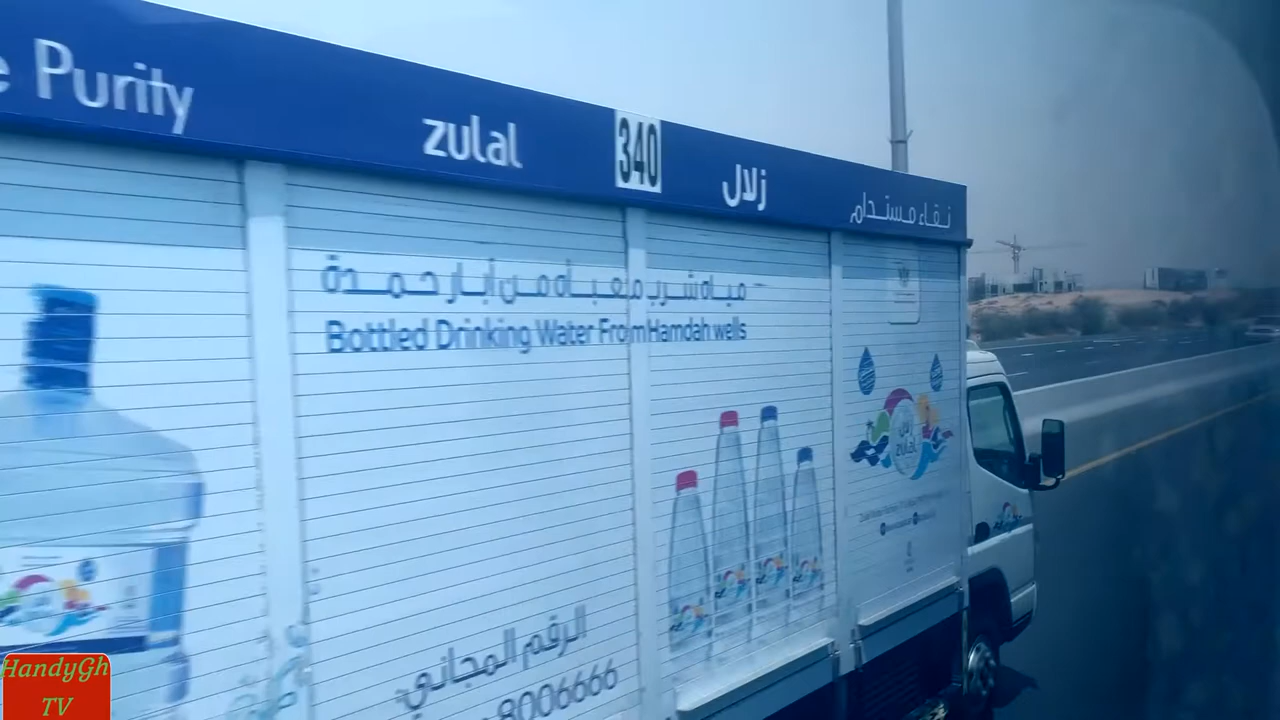 Purity
zulal
340
زلال
نقاء مستدام
مياه شرب معبأة من آبار حمدة
Bottled Drinking Water From Hamdah wells
زلال
zulal
الرقم المجاني
8006666
HandyGh
TV